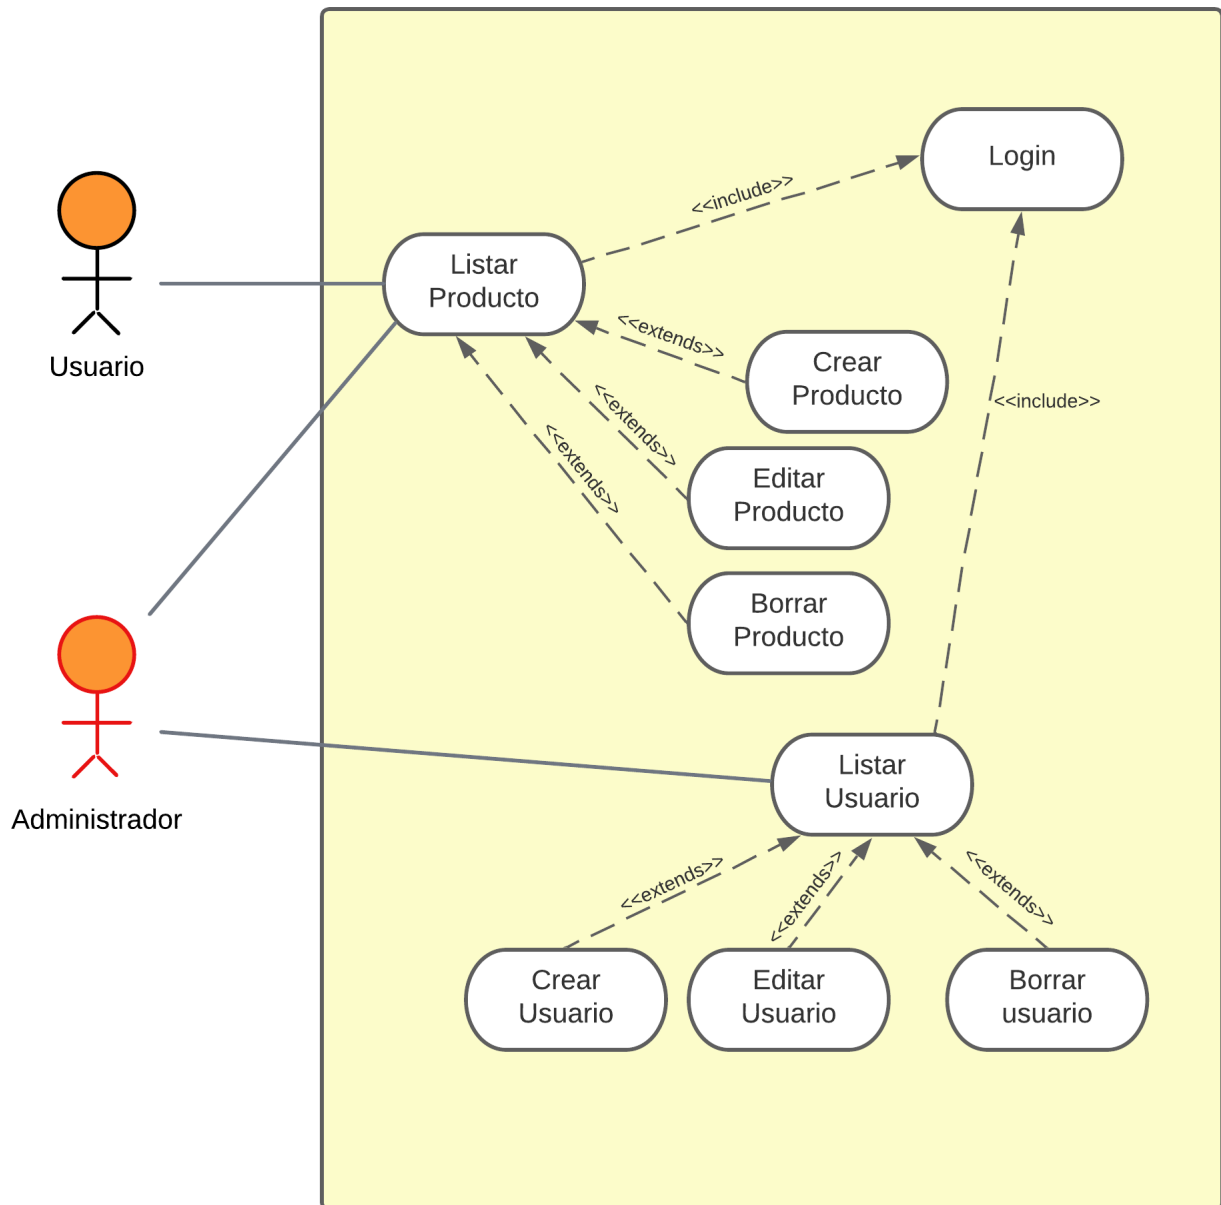 Login
<<include>>
Listar
Producto
<<extends>>
Crear
Producto
Usuario
<<extends>>
<<include>>
<<extends>>
Editar
Producto
Borrar
Producto
Listar
Usuario
Administrador
<<extends>>
<<extends>>
<<extends>>
Crear
Usuario
Editar
Usuario
Borrar
usuario